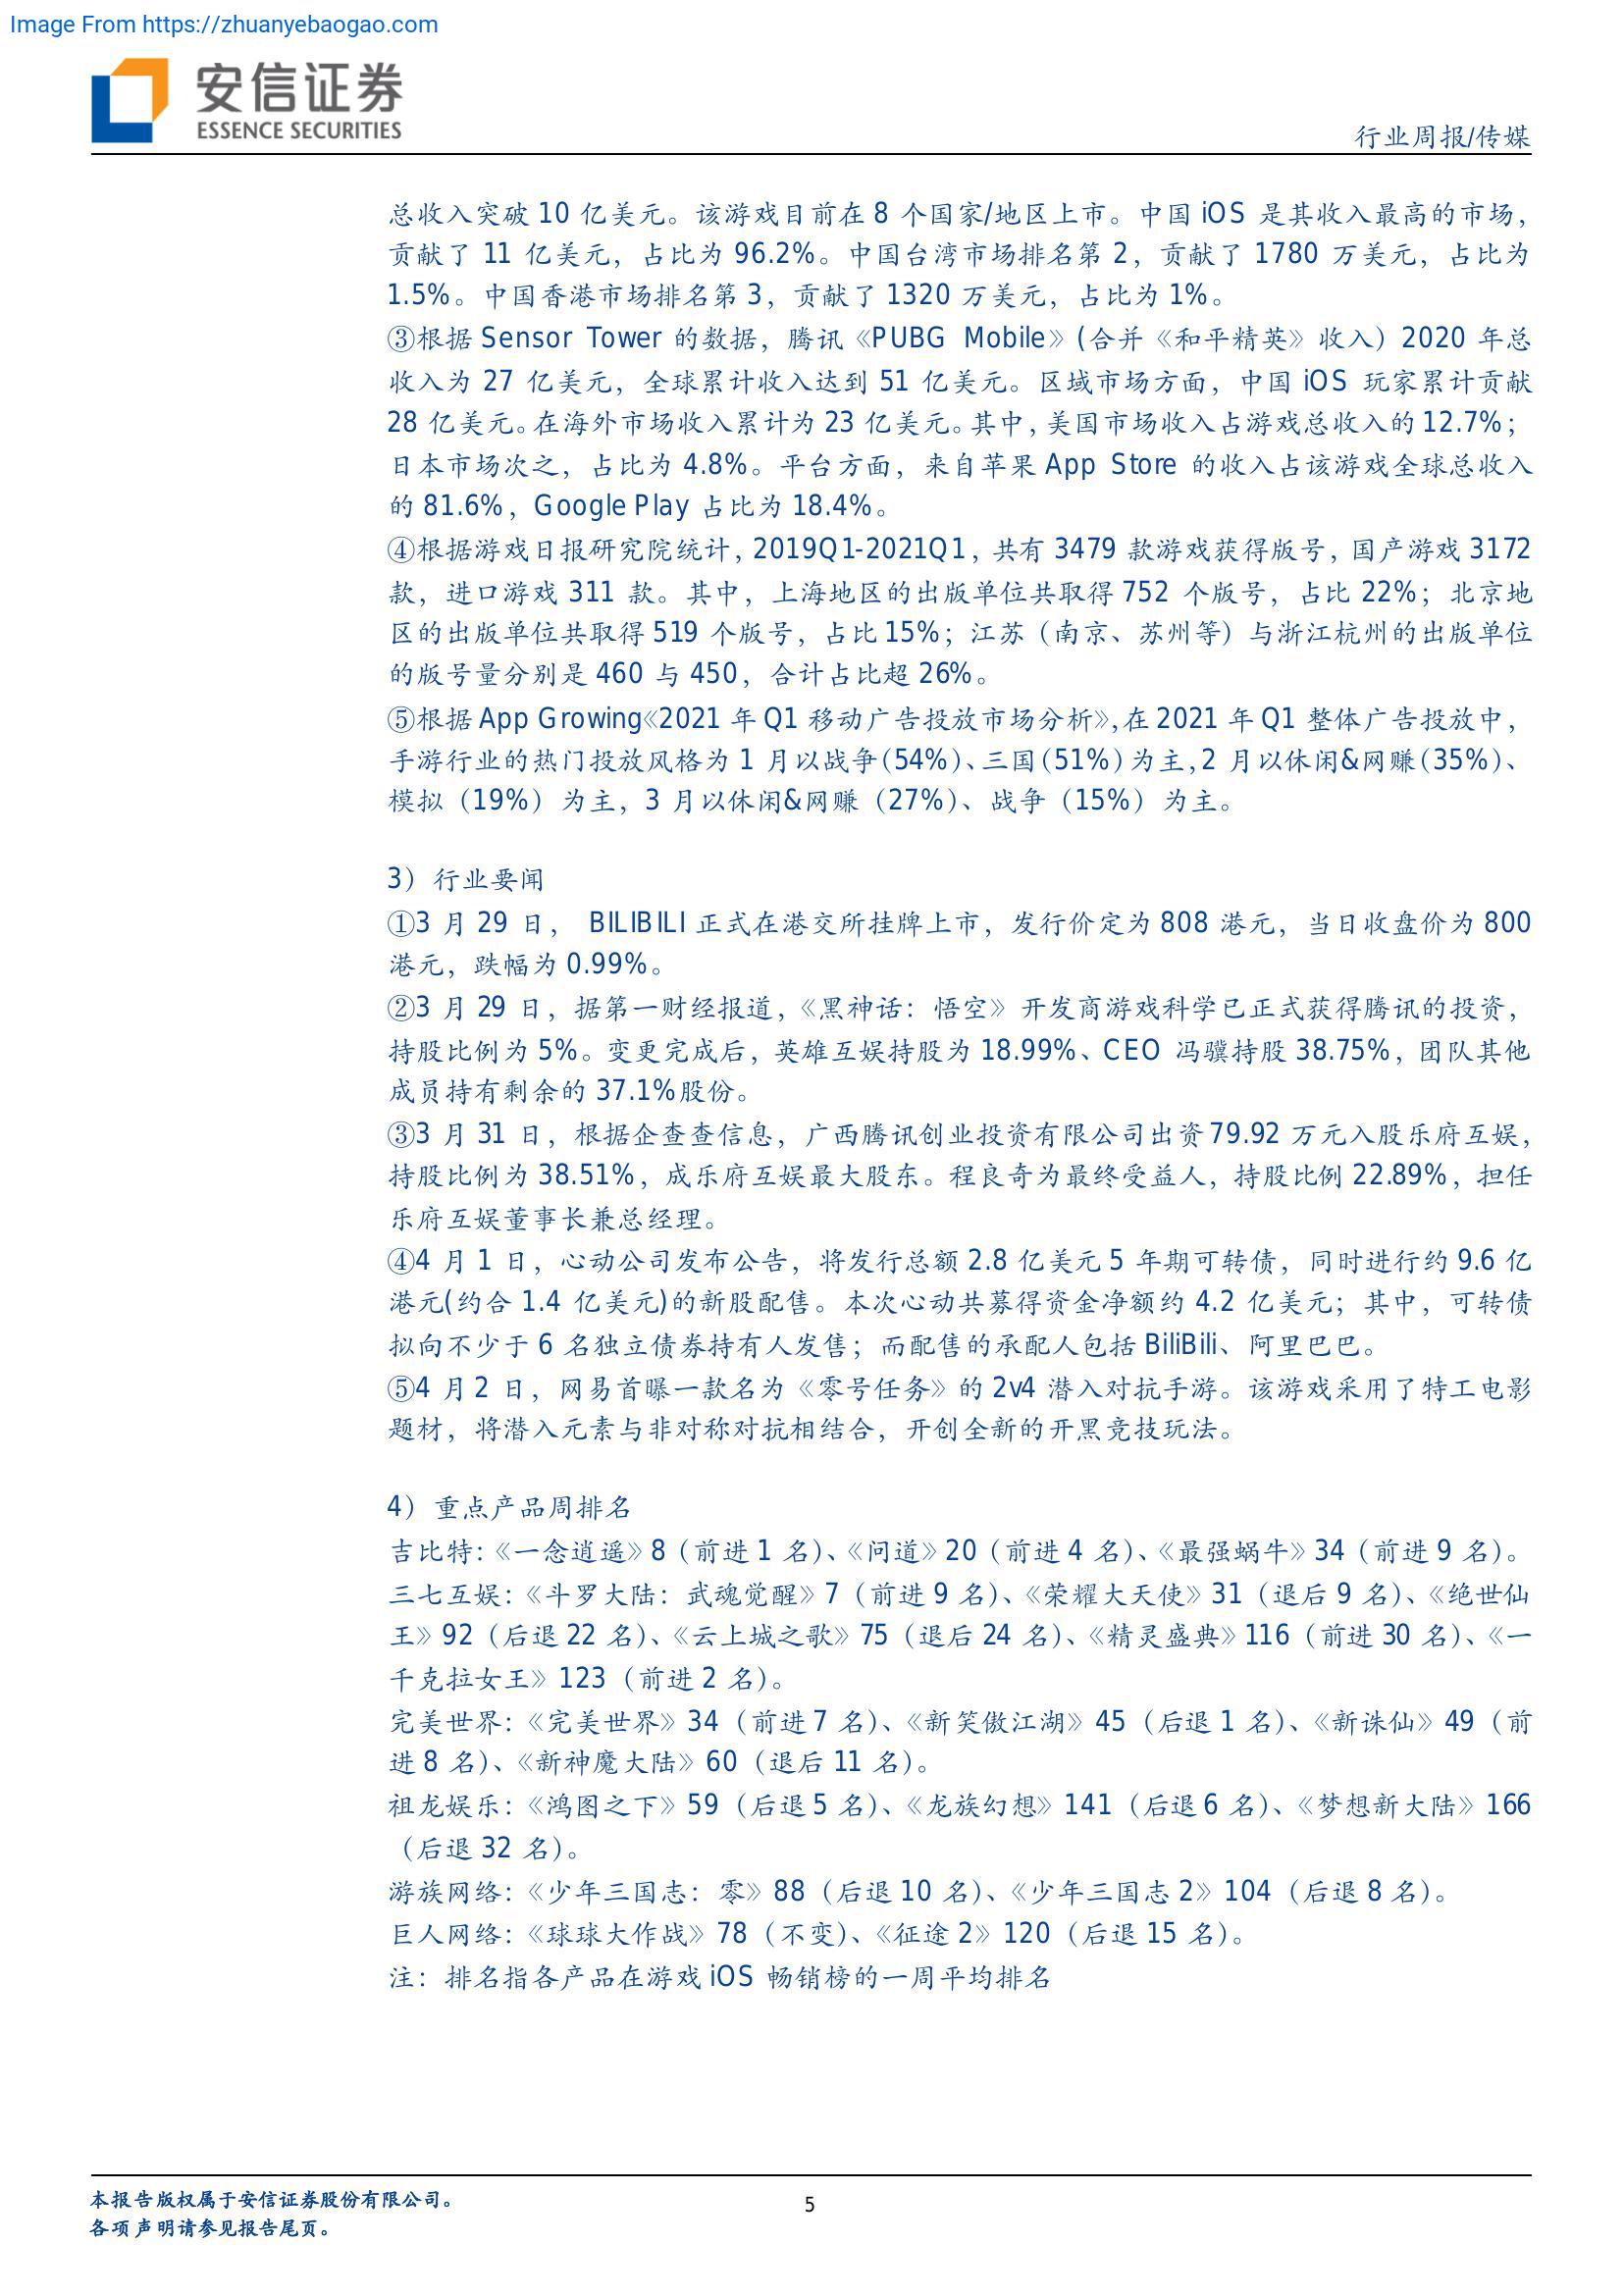 Image From https://zhuanyebaogao.com
安信证券
ESSENCE SECURITIES
行业周报/传媒
总收入突破 10 亿美元。该游戏目前在 8 个国家/地区上市。中国 iOS 是其收入最高的市场，
贡献了 11 亿美元，占比为 96.2%。中国台湾市场排名第 2，贡献了 1780 万美元，占比为
1.5%。中国香港市场排名第 3，贡献了 1320 万美元，占比为 1%。
③根据 Sensor Tower 的数据，腾讯《PUBG Mobile》(合并《和平精英》收入）2020 年总
收入为 27 亿美元，全球累计收入达到 51 亿美元。区域市场方面，中国 iOS 玩家累计贡献
28 亿美元。在海外市场收入累计为 23 亿美元。其中，美国市场收入占游戏总收入的 12.7%；
日本市场次之，占比为 4.8%。平台方面，来自苹果 App Store 的收入占该游戏全球总收入
的 81.6%，Google Play 占比为 18.4%。
④根据游戏日报研究院统计，2019Q1-2021Q1，共有 3479 款游戏获得版号，国产游戏 3172
款，进口游戏 311 款。其中，上海地区的出版单位共取得 752 个版号，占比 22%；北京地
区的出版单位共取得 519 个版号，占比 15%；江苏（南京、苏州等）与浙江杭州的出版单位
的版号量分别是 460 与 450，合计占比超 26%。
⑤根据 App Growing《2021 年 Q1 移动广告投放市场分析》，在 2021 年 Q1 整体广告投放中，
手游行业的热门投放风格为 1 月以战争（54%）、三国（51%）为主，2 月以休闲&网赚（35%）、
模拟（19%）为主，3 月以休闲&网赚（27%）、战争（15%）为主。
3）行业要闻
①3 月 29 日， BILIBILI 正式在港交所挂牌上市，发行价定为 808 港元，当日收盘价为 800
港元，跌幅为 0.99%。
②3 月 29 日，据第一财经报道，《黑神话：悟空》开发商游戏科学已正式获得腾讯的投资，
持股比例为 5%。变更完成后，英雄互娱持股为 18.99%、CEO 冯骥持股 38.75%，团队其他
成员持有剩余的 37.1%股份。
③3 月 31 日，根据企查查信息，广西腾讯创业投资有限公司出资 79.92 万元入股乐府互娱，
持股比例为 38.51%，成乐府互娱最大股东。程良奇为最终受益人，持股比例 22.89%，担任
乐府互娱董事长兼总经理。
④4 月 1 日，心动公司发布公告，将发行总额 2.8 亿美元 5 年期可转债，同时进行约 9.6 亿
港元(约合 1.4 亿美元)的新股配售。本次心动共募得资金净额约 4.2 亿美元；其中，可转债
拟向不少于 6 名独立债券持有人发售；而配售的承配人包括 BiliBili、阿里巴巴。
⑤4 月 2 日，网易首曝一款名为《零号任务》的 2v4 潜入对抗手游。该游戏采用了特工电影
题材，将潜入元素与非对称对抗相结合，开创全新的开黑竞技玩法。
4）重点产品周排名
吉比特：《一念逍遥》8（前进 1 名）、《问道》20（前进 4 名）、《最强蜗牛》34（前进 9 名）。
三七互娱：《斗罗大陆：武魂觉醒》7（前进 9 名）、《荣耀大天使》31（退后 9 名）、《绝世仙
王》92（后退 22 名）、《云上城之歌》75（退后 24 名）、《精灵盛典》116（前进 30 名）、《一
千克拉女王》123（前进 2 名）。
完美世界：《完美世界》34（前进 7 名）、《新笑傲江湖》45（后退 1 名）、《新诛仙》49（前
进 8 名）、《新神魔大陆》60（退后 11 名）。
祖龙娱乐：《鸿图之下》59（后退 5 名）、《龙族幻想》141（后退 6 名）、《梦想新大陆》166
（后退 32 名）。
游族网络：《少年三国志：零》88（后退 10 名）、《少年三国志 2》104（后退 8 名）。
巨人网络：《球球大作战》78（不变）、《征途 2》120（后退 15 名）。
注：排名指各产品在游戏 iOS 畅销榜的一周平均排名
本报告版权属于安信证券股份有限公司。
各项声明请参见报告尾页。
5